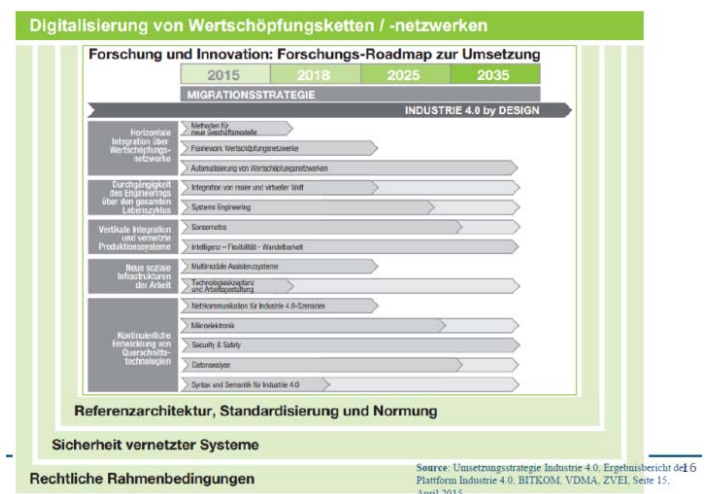 Digitalisierung von Wertschöpfungsketten / -netzwerken
Forschung und Innovation: Forschungs-Roadmap zur Umsetzung
2015 2018 2025 2035
MIGRATIONSSTRATEGIE
INDUSTRIE 4.0 by DESIGN
Horizontale
Integration über
Wertschöpfungs-
netzwerke
Methoden für
neue Geschäftsmodelle
Framework Wertschöpfungsnetzwerke
Automatisierung von Wertschöpfungsnetzwerken
Durchgängigkeit
des Engineerings
über den gesamten
Lebenszyklus
Integration von realer und virtueller Welt
Systems Engineering
Vertikale Integration
und vernetzte
Produktionssysteme
Sensornetze
Intelligenz – Flexibilität - Wandelbarkeit
Neue soziale
Infrastrukturen
der Arbeit
Multimodale Assistenzsysteme
Technologieakzeptanz
und Arbeitsgestaltung
Kontinuierliche
Entwicklung von
Querschnitts-
technologien
Netzkommunikation für Industrie 4.0-Szenarien
Mikroelektronik
Security & Safety
Datenanalyse
Syntax und Semantik für Industrie 4.0
Referenzarchitektur, Standardisierung und Normung
Sicherheit vernetzter Systeme
Rechtliche Rahmenbedingungen
Source: Umsetzungsstrategie Industrie 4.0, Ergebnisbericht der
Plattform Industrie 4.0, BITKOM, VDMA, ZVEI, Seite 15,
April 2015
16